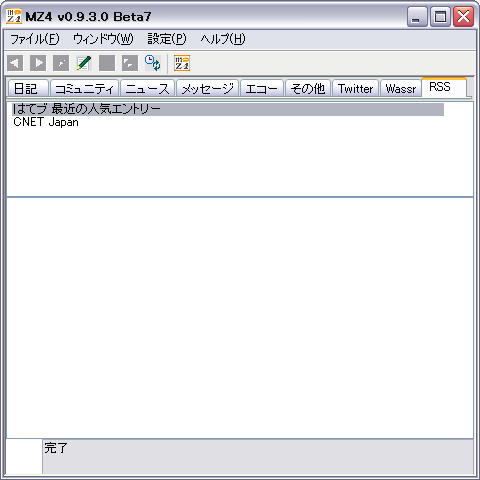 MZ4 v0.9.3.0 Beta7
ファイル(F) ウィンドウ(W) 設定(P) ヘルプ(H)
日記 コミュニティ ニュース メッセージ エコー その他 Twitter Wassr RSS
はてブ 最近の人気エントリー
CNET Japan
完了